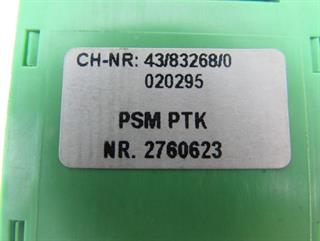 CH-NR: 43/83268/0
020295
PSM PTK
NR. 2760623